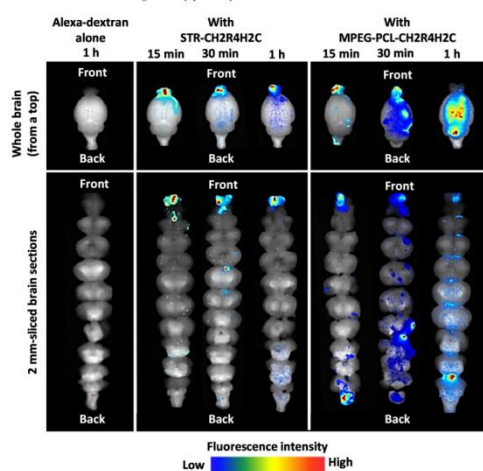 Alexa-dextran alone
1 h
With
STR-CH2R4H2C
15 min 30 min 1 h
With
MPEG-PCL-CH2R4H2C
15 min 30 min 1 h
Whole brain
(from a top)
Front
Back
Front
Back
Front
Back
2 mm-sliced brain sections
Front
Back
Front
Back
Front
Back
Fluorescence intensity
Low High